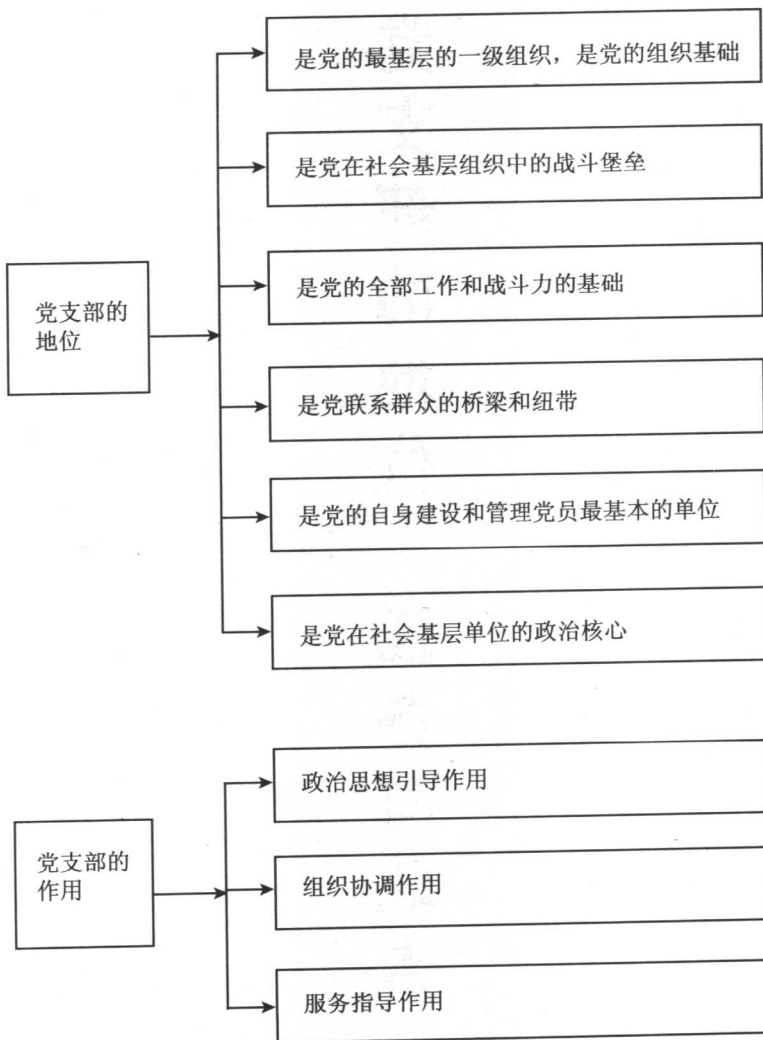 党支部的
地位
是党的最基层的一级组织，是党的组织基础
是党在社会基层组织中的战斗堡垒
是党的全部工作和战斗力的基础
是党联系群众的桥梁和纽带
是党的自身建设和管理党员最基本的单位
是党在社会基层单位的政治核心
党支部的
作用
政治思想引导作用
组织协调作用
服务指导作用